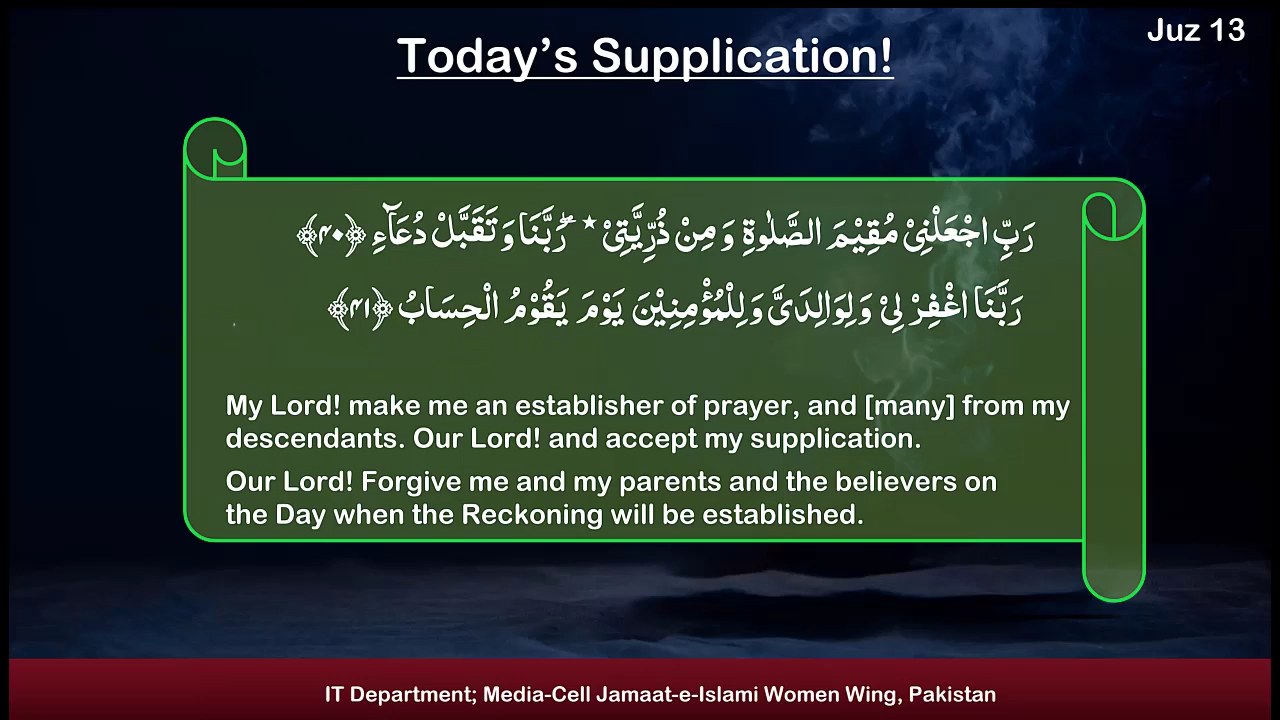 Juz 13
Today’s Supplication!
رَبِّ اجْعَلْنِیْ مُقِیْمَ الصَّلٰوةِ وَ مِنْ ذُرِّیَّتِیْ ٭ۖ رَبَّنَا وَ تَقَبَّلْ دُعَآءِ ﴿۴۰﴾
رَبَّنَا اغْفِرْ لِیْ وَ لِوَالِدَیَّ وَ لِلْمُؤْمِنِیْنَ یَوْمَ یَقُوْمُ الْحِسَابُ ﴿۴۱﴾
My Lord! make me an establisher of prayer, and [many] from my
descendants. Our Lord! and accept my supplication.
Our Lord! Forgive me and my parents and the believers on
the Day when the Reckoning will be established.
IT Department; Media-Cell Jamaat-e-Islami Women Wing, Pakistan